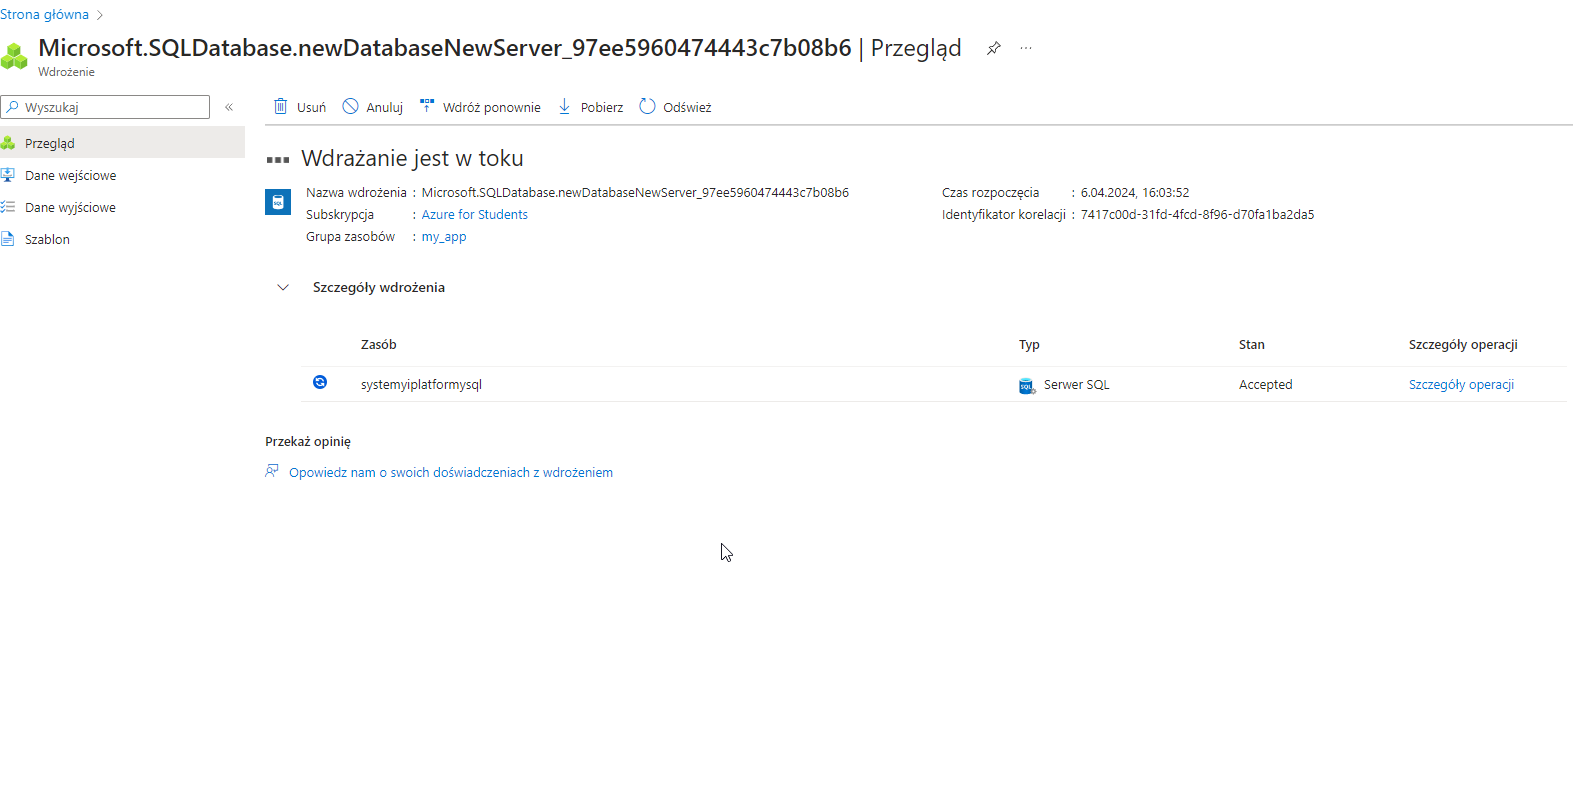 Strona główna
Microsoft.SQLDatabase.newDatabaseNewServer_97ee5960474443c7b08b6 | Przegląd
Wdrożenie
Wyszukaj
Usuń Anuluj Wdróż ponownie Pobierz Odśwież
Przegląd
Dane wejściowe
Dane wyjściowe
Szablon
Wdrażanie jest w toku
Nazwa wdrożenia : Microsoft.SQLDatabase.newDatabaseNewServer_97ee5960474443c7b08b6
Subskrypcja : Azure for Students
Grupa zasobów : my_app
Czas rozpoczęcia : 6.04.2024, 16:03:52
Identyfikator korelacji : 7417c00d-31fd-4fcd-8f96-d70fa1ba2da5
Szczegóły wdrożenia
Zasób Typ Stan Szczegóły operacji
systemyiplatformysql Serwer SQL Accepted Szczegóły operacji
Przekaż opinię
Opowiedz nam o swoich doświadczeniach z wdrożeniem